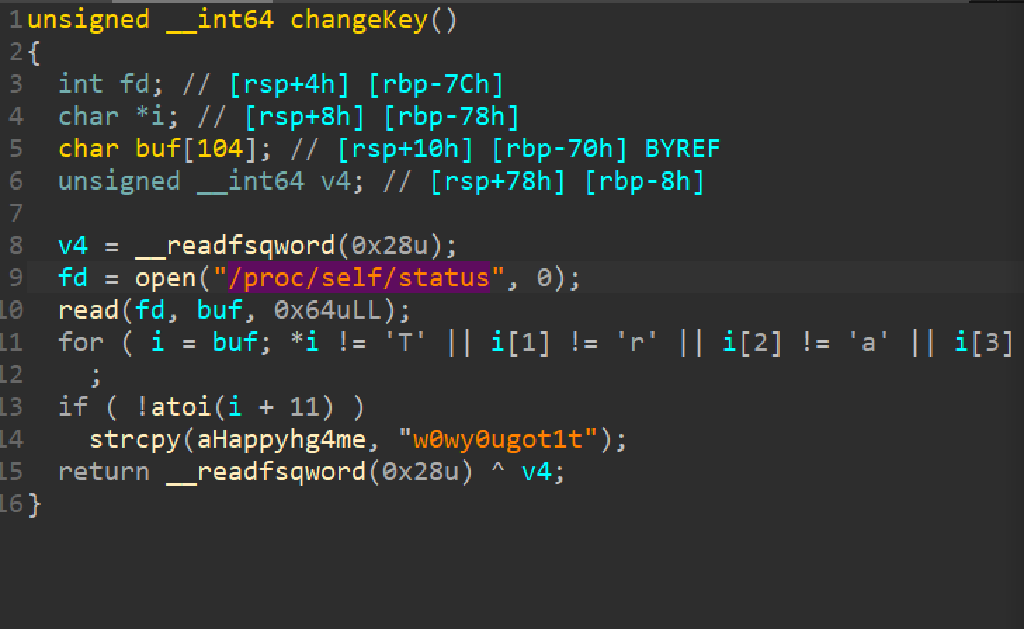 1 unsigned __int64 changeKey()
2 {
3   int fd; // [rsp+4h] [rbp-7Ch]
4   char *i; // [rsp+8h] [rbp-78h]
5   char buf[104]; // [rsp+10h] [rbp-70h] BYREF
6   unsigned __int64 v4; // [rsp+78h] [rbp-8h]
7
8   v4 = __readfsqword(0x28u);
9   fd = open("/proc/self/status", 0);
10   read(fd, buf, 0x64uLL);
11   for ( i = buf; *i != 'T' || i[1] != 'r' || i[2] != 'a' || i[3]
12     ;
13   if ( !atoi(i + 11) )
14     strcpy(aHappyhg4me, "w0wy0ugot1t");
15   return __readfsqword(0x28u) ^ v4;
16 }